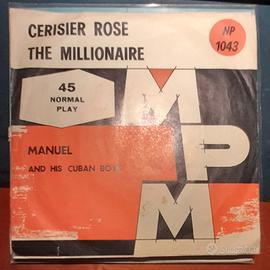 CERISIER ROSE
THE MILLIONAIRE
NP
1043
45
NORMAL
PLAY
MANUEL
AND HIS CUBAN BOYS
MPM